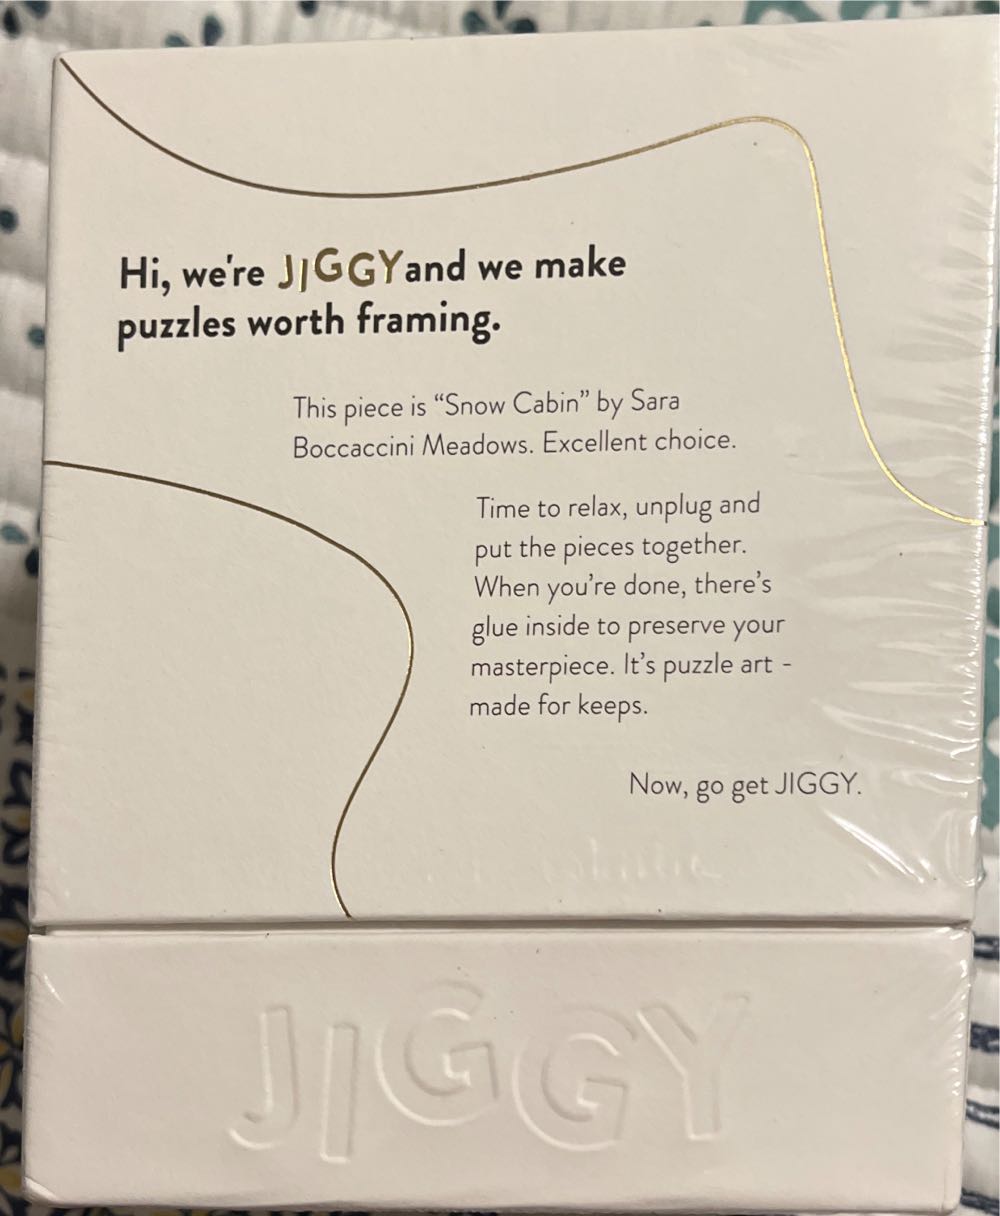 Hi, we're JIGGY and we make
puzzles worth framing.
This piece is “Snow Cabin” by Sara
Boccaccini Meadows. Excellent choice.
Time to relax, unplug and
put the pieces together.
When you’re done, there’s
glue inside to preserve your
masterpiece. It’s puzzle art -
made for keeps.
Now, go get JIGGY.
JIGGY